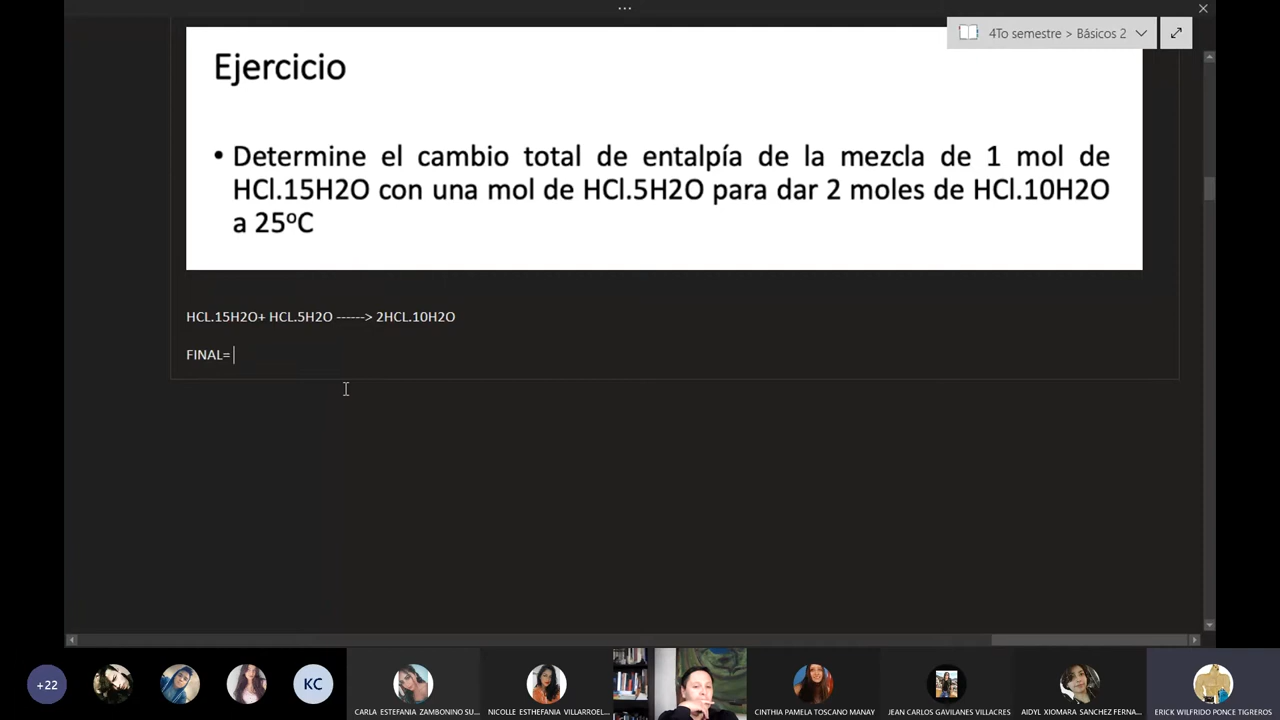 4To semestre > Básicos 2
Ejercicio
• Determine el cambio total de entalpía de la mezcla de 1 mol de
HCl.15H2O con una mol de HCl.5H2O para dar 2 moles de HCl.10H2O
a 25ºC
HCL.15H2O+ HCL.5H2O ------> 2HCL.10H2O
FINAL=
+22
KC
CARLA ESTEFANIA ZAMBONINO SU...
NICOLLE ESTHEFANIA VILLARROEL...
CINTHIA PAMELA TOSCANO MANAY
JEAN CARLOS GAVILANES VILLACRES
AIDYL XIOMARA SANCHEZ FERNA...
ERICK WILFRIDO PONCE TIGREROS